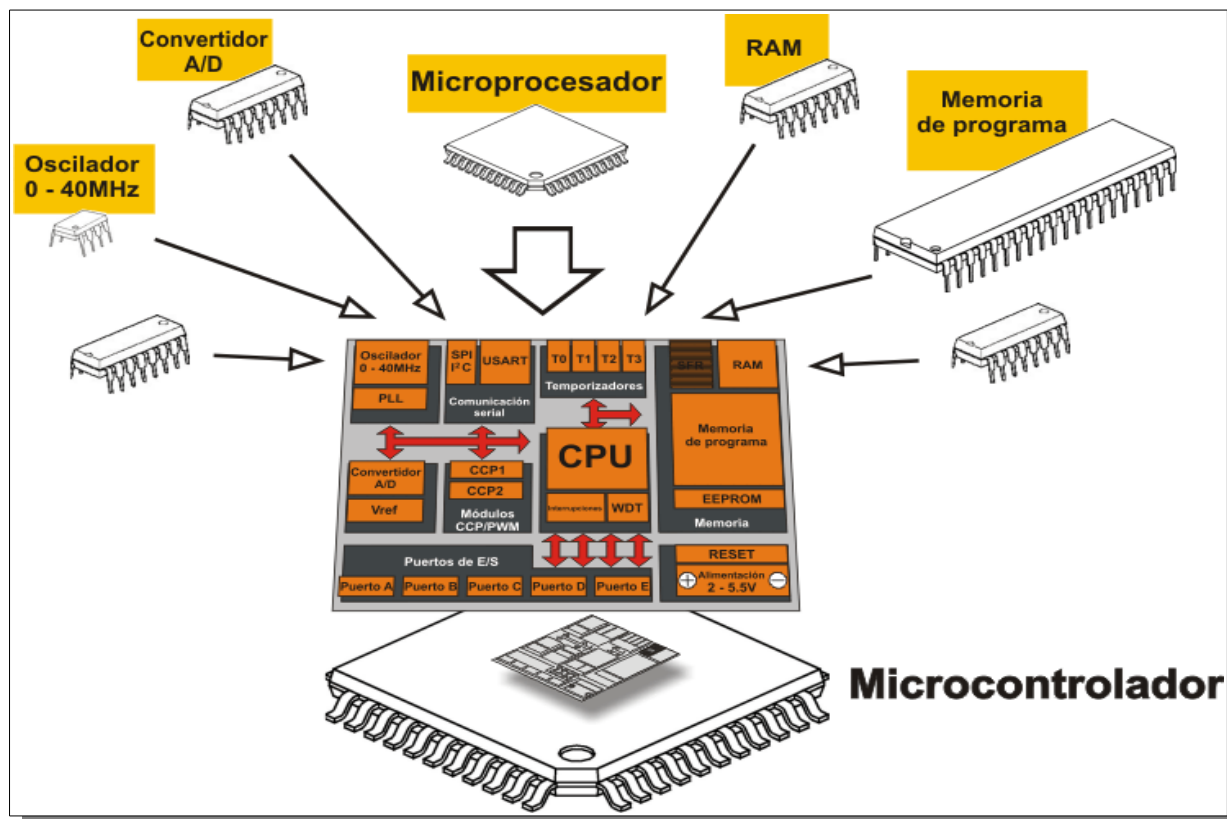 Convertidor
A/D
Microprocesador
RAM
Memoria
de programa
Oscilador
0 - 40MHz
Oscilador
0 - 40MHz
PLL
SPI
I²C
USART
Comunicación
serial
T0
T1
T2
T3
Temporizadores
SFR
RAM
Memoria
de programa
EEPROM
Memoria
Convertidor
A/D
Vref
CCP1
CCP2
Módulos
CCP/PWM
CPU
Interrupciones
WDT
Puertos de E/S
Puerto A
Puerto B
Puerto C
Puerto D
Puerto E
RESET
+
Alimentación
2 - 5.5V
−
Microcontrolador